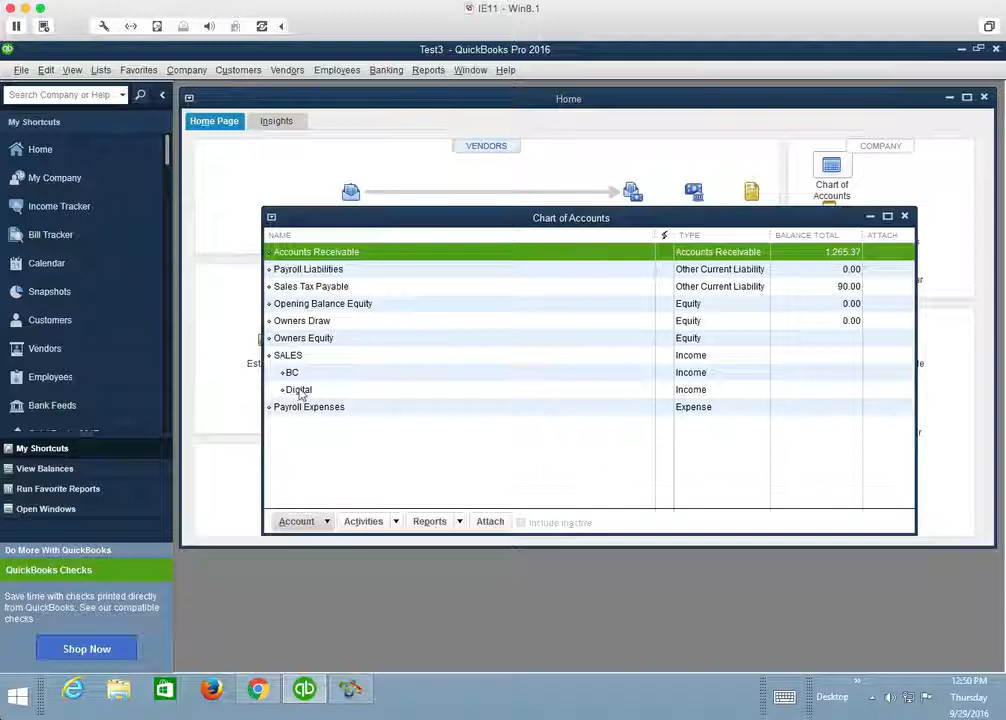 IE11 - Win8.1
Test3 - QuickBooks Pro 2016
File Edit View Lists Favorites Company Customers Vendors Employees Banking Reports Window Help
Search Company or Help
My Shortcuts
Home
My Company
Income Tracker
Bill Tracker
Calendar
Snapshots
Customers
Vendors
Employees
Bank Feeds
My Shortcuts
View Balances
Run Favorite Reports
Open Windows
Do More With QuickBooks
QuickBooks Checks
Save time with checks printed directly
from QuickBooks. See our compatible
checks
Shop Now
Home
Home Page Insights
VENDORS
COMPANY
Chart of
Accounts
Est
Chart of Accounts
NAME TYPE BALANCE TOTAL ATTACH
Accounts Receivable Accounts Receivable 1,265.37
Payroll Liabilities Other Current Liability 0.00
Sales Tax Payable Other Current Liability 90.00
Opening Balance Equity Equity 0.00
Owners Draw Equity 0.00
Owners Equity Equity
SALES Income
BC Income
Digital Income
Payroll Expenses Expense
Account Activities Reports Attach Include inactive
Desktop
12:50 PM
Thursday
9/29/2016